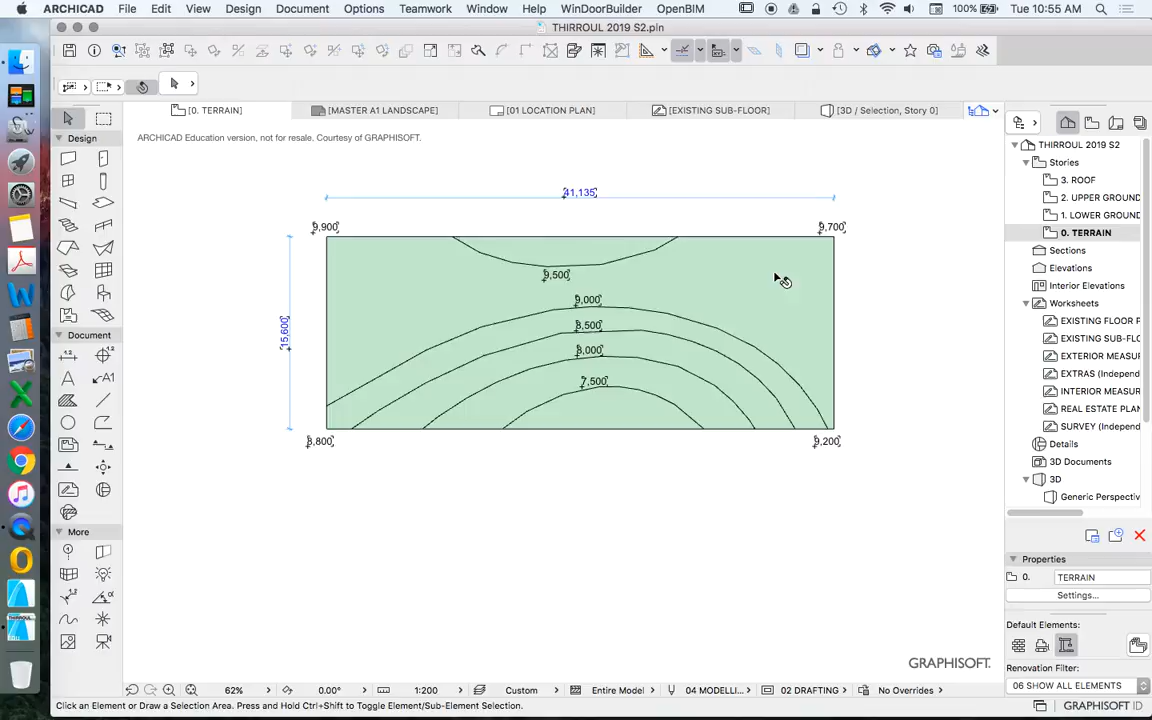 ARCHICAD File Edit View Design Document Options Teamwork Window Help WinDoorBuilder OpenBIM 100% Tue 10:55 AM
THIRROUL 2019 S2.pln
[0. TERRAIN]
[MASTER A1 LANDSCAPE]
[01 LOCATION PLAN]
[EXISTING SUB-FLOOR]
[3D / Selection, Story 0]
ARCHICAD Education version, not for resale. Courtesy of GRAPHISOFT.
Design
Document
1.2
A
A1
More
1.2
41,135
9,900
9,700
15,600
9,500
9,000
8,500
8,000
7,500
8,800
9,200
THIRROUL 2019 S2
Stories
3. ROOF
2. UPPER GROUND
1. LOWER GROUND
0. TERRAIN
Sections
Elevations
Interior Elevations
Worksheets
EXISTING FLOOR P
EXISTING SUB-FLO
EXTERIOR MEASUR
EXTRAS (Independ
INTERIOR MEASUR
REAL ESTATE PLAN
SURVEY (Independ
Details
3D Documents
3D
Generic Perspectiv
Properties
0. TERRAIN
Settings...
Default Elements:
Renovation Filter:
06 SHOW ALL ELEMENTS
GRAPHISOFT ID
GRAPHISOFT.
62% 0.00° 1:200 Custom Entire Model 04 MODELLI... 02 DRAFTING No Overrides
Click an Element or Draw a Selection Area. Press and Hold Ctrl+Shift to Toggle Element/Sub-Element Selection.